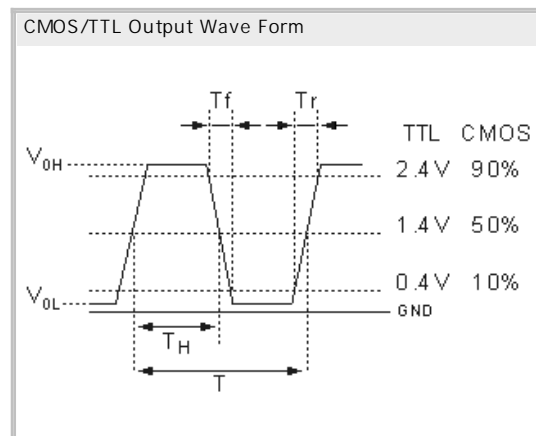 CMOS/TTL Output Wave Form
Tf Tr
TTL CMOS
V0H
2.4V 90%
1.4V 50%
0.4V 10%
V0L
GND
TH
T